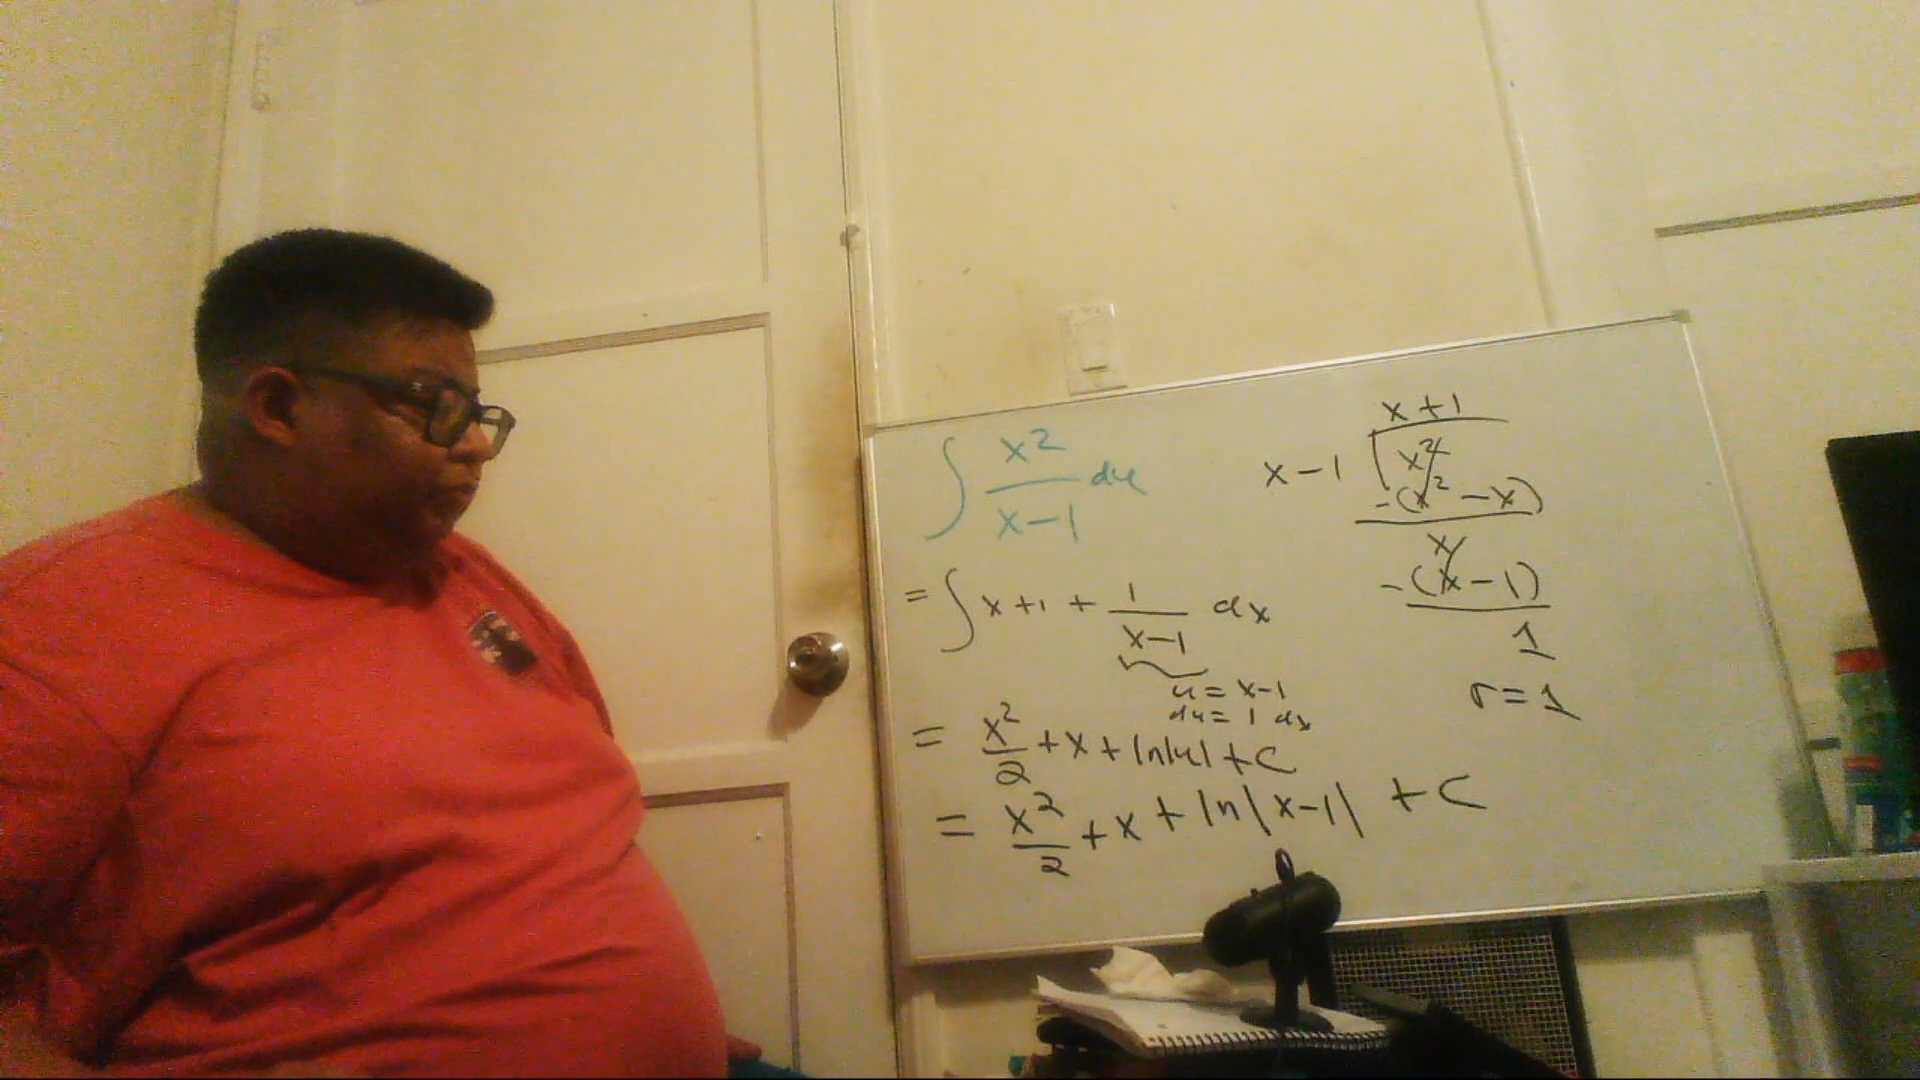 ∫ x²/(x-1) dx
= ∫ x+1 + 1/(x-1) dx
u = x-1
du = 1 dx
= x²/2 + x + ln|u| + C
= x²/2 + x + ln|x-1| + C
x+1
x-1 x²
-(x² - x)
x
-(x-1)
1
r=1